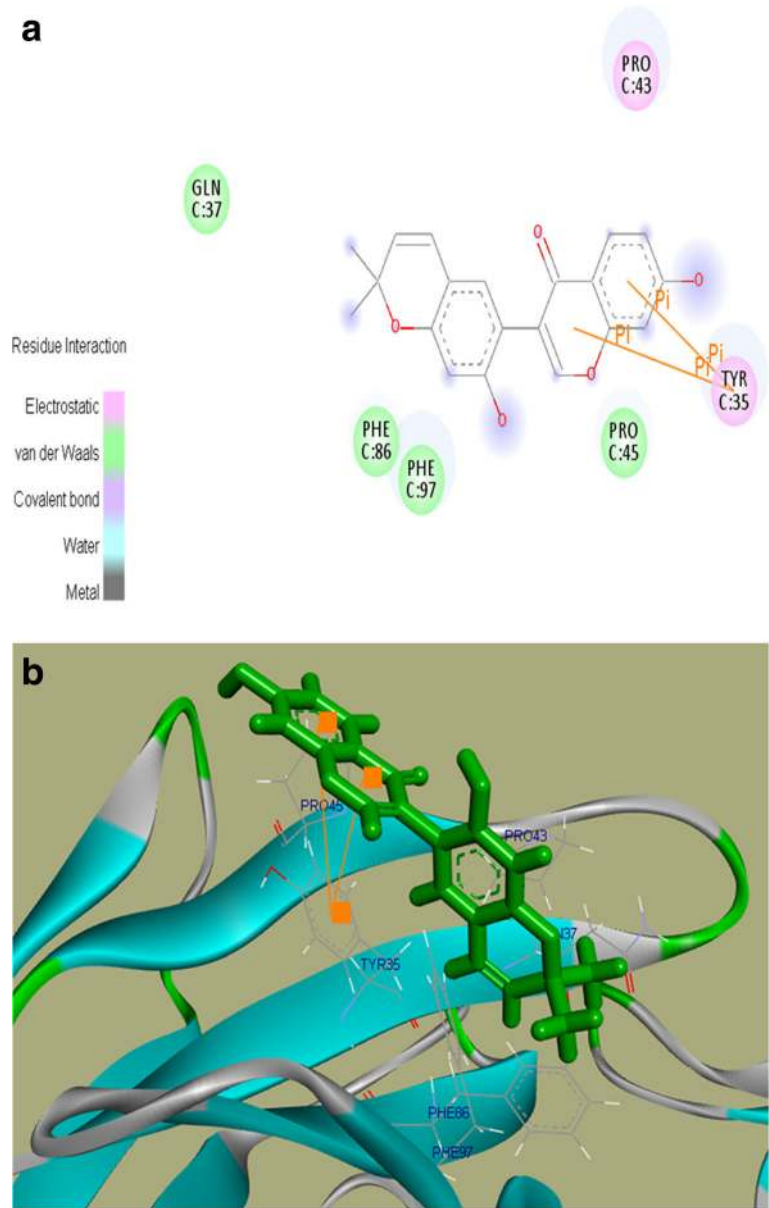 a
PRO
C:43
GLN
C:37
O
O
O
Pi
Pi
Pi
Pi
O
O
TYR
C:35
Residue Interaction
Electrostatic
van der Waals
Covalent bond
Water
Metal
PHE
C:86
PHE
C:97
PRO
C:45
b
PRO45
PRO43
N37
TYR35
PHE86
PHE97